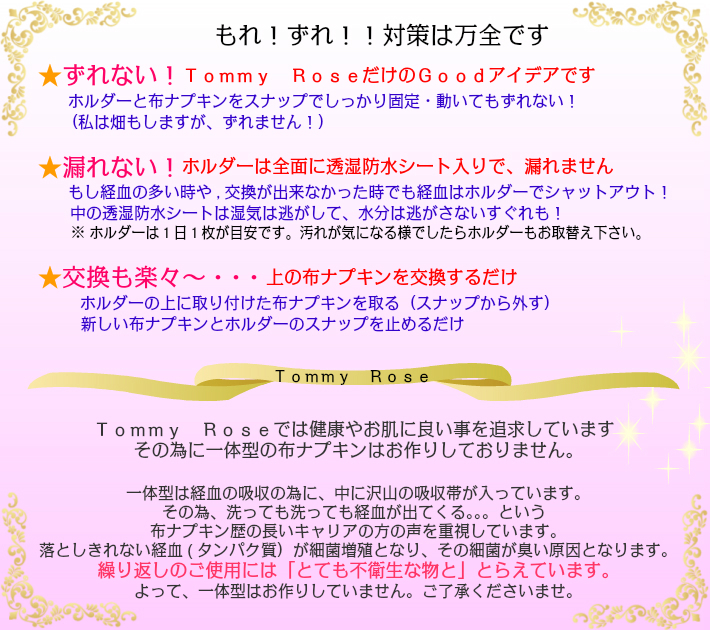 もれ！ずれ！！対策は万全です
★ずれない！Ｔｏｍｍｙ　ＲｏｓｅだけのＧｏｏｄアイデアです
ホルダーと布ナプキンをスナップでしっかり固定・動いてもずれない！
（私は畑もしますが、ずれません！）
★漏れない！ホルダーは全面に透湿防水シート入りで、漏れません
もし経血の多い時や , 交換が出来なかった時でも経血はホルダーでシャットアウト！
中の透湿防水シートは湿気は逃がして、水分は逃がさないすぐれも！
※ ホルダーは１日１枚が目安です。汚れが気になる様でしたらホルダーもお取替え下さい。
★交換も楽々～・・・上の布ナプキンを交換するだけ
ホルダーの上に取り付けた布ナプキンを取る（スナップから外す）
新しい布ナプキンとホルダーのスナップを止めるだけ
Ｔｏｍｍｙ　Ｒｏｓｅ
Ｔｏｍｍｙ　Ｒｏｓｅでは健康やお肌に良い事を追求しています
その為に一体型の布ナプキンはお作りしておりません。
一体型は経血の吸収の為に、中に沢山の吸収帯が入っています。
その為、洗っても洗っても経血が出てくる。。。という
布ナプキン歴の長いキャリアの方の声を重視しています。
落としきれない経血 ( タンパク質）が細菌増殖となり、その細菌が臭い原因となります。
繰り返しのご使用には「とても不衛生な物と」とらえています。
よって、一体型はお作りしていません。ご了承くださいませ。